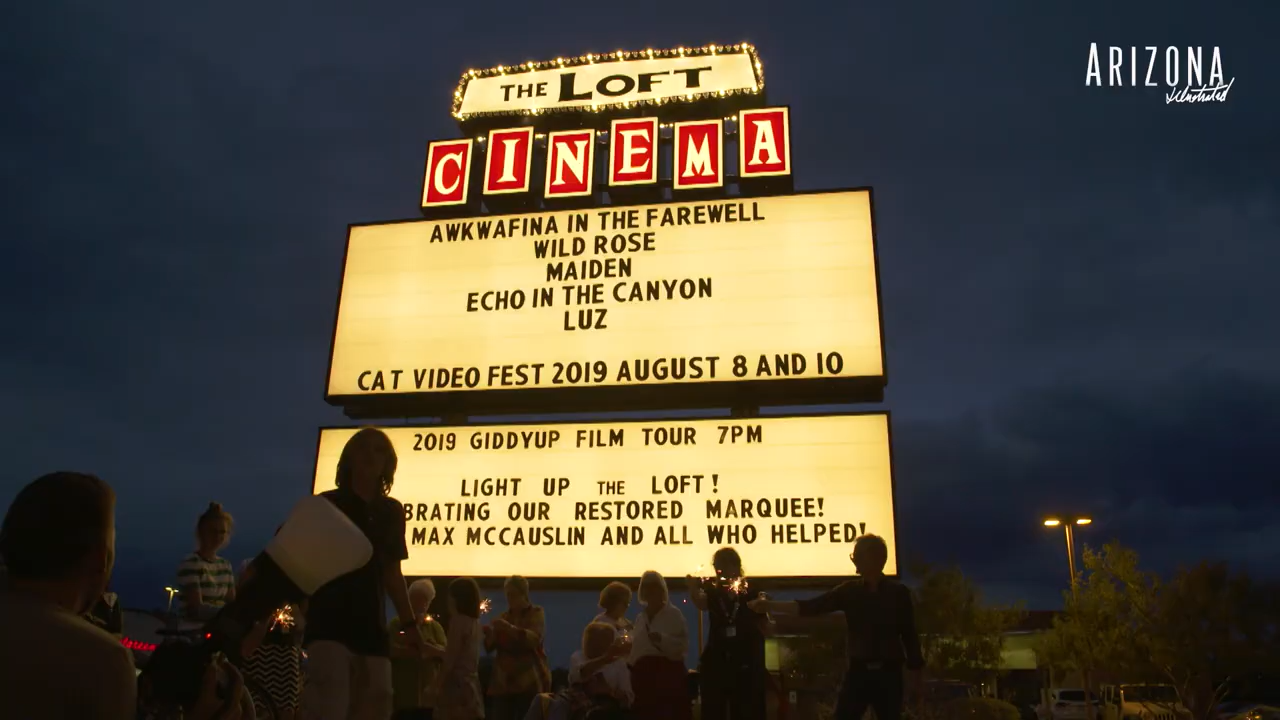 ARIZONA
Illustrated
THE LOFT
CINEMA
AWKWAFINA IN THE FAREWELL
WILD ROSE
MAIDEN
ECHO IN THE CANYON
LUZ
CAT VIDEO FEST 2019 AUGUST 8 AND 10
2019 GIDDYUP FILM TOUR 7PM
LIGHT UP THE LOFT!
BRATING OUR RESTORED MARQUEE!
MAX MCCAUSLIN AND ALL WHO HELPED!